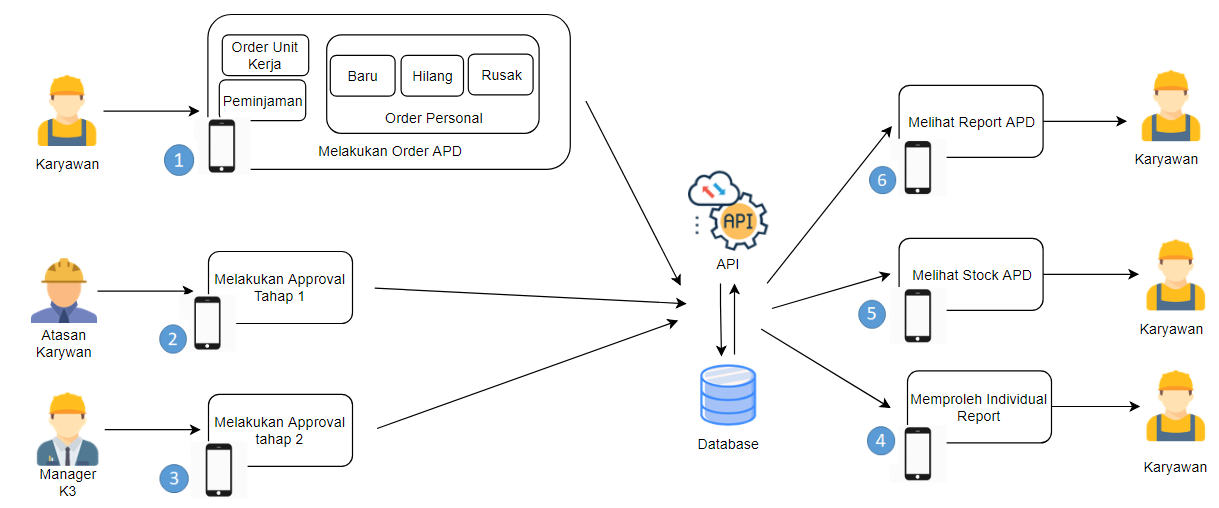 Order Unit
Kerja
Peminjaman
Baru
Hilang
Rusak
Order Personal
Melakukan Order APD
1
Karyawan
Melakukan Approval
Tahap 1
2
Atasan
Karywan
Melakukan Approval
tahap 2
3
Manager
K3
API
API
Database
Melihat Report APD
6
Karyawan
Melihat Stock APD
5
Karyawan
Memproleh Individual
Report
4
Karyawan